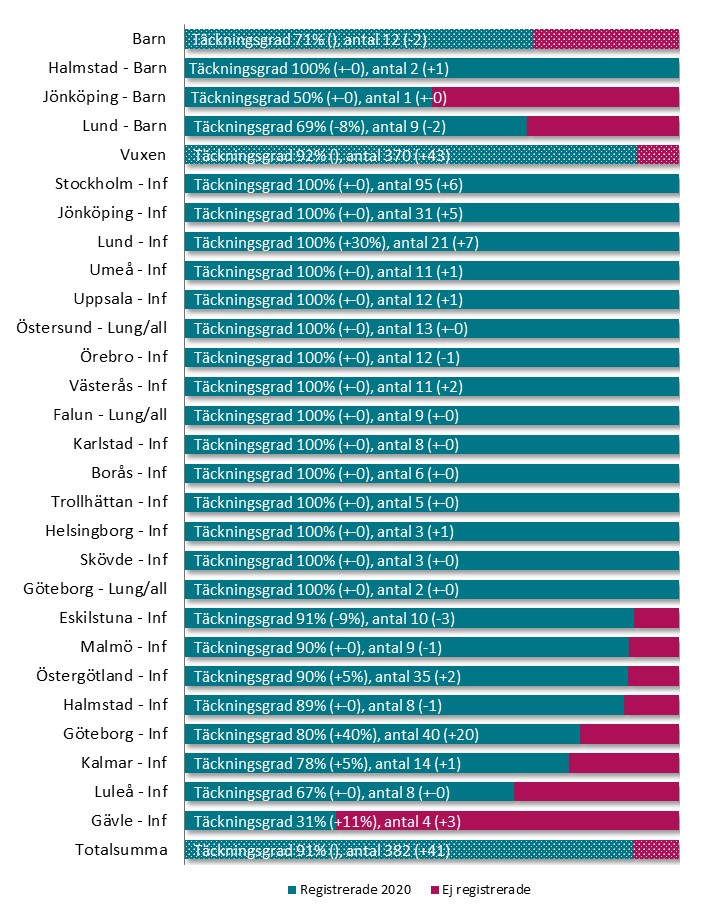 Barn Täckningsgrad 71% (), antal 12 (-2)
Halmstad - Barn Täckningsgrad 100% (+-0), antal 2 (+1)
Jönköping - Barn Täckningsgrad 50% (+-0), antal 1 (+-0)
Lund - Barn Täckningsgrad 69% (-8%), antal 9 (-2)
Vuxen Täckningsgrad 92% (), antal 370 (+43)
Stockholm - Inf Täckningsgrad 100% (+-0), antal 95 (+6)
Jönköping - Inf Täckningsgrad 100% (+-0), antal 31 (+5)
Lund - Inf Täckningsgrad 100% (+30%), antal 21 (+7)
Umeå - Inf Täckningsgrad 100% (+-0), antal 11 (+1)
Uppsala - Inf Täckningsgrad 100% (+-0), antal 12 (+1)
Östersund - Lung/all Täckningsgrad 100% (+-0), antal 13 (+-0)
Örebro - Inf Täckningsgrad 100% (+-0), antal 12 (-1)
Västerås - Inf Täckningsgrad 100% (+-0), antal 11 (+2)
Falun - Lung/all Täckningsgrad 100% (+-0), antal 9 (+-0)
Karlstad - Inf Täckningsgrad 100% (+-0), antal 8 (+-0)
Borås - Inf Täckningsgrad 100% (+-0), antal 6 (+-0)
Trollhättan - Inf Täckningsgrad 100% (+-0), antal 5 (+-0)
Helsingborg - Inf Täckningsgrad 100% (+-0), antal 3 (+1)
Skövde - Inf Täckningsgrad 100% (+-0), antal 3 (+-0)
Göteborg - Lung/all Täckningsgrad 100% (+-0), antal 2 (+-0)
Eskilstuna - Inf Täckningsgrad 91% (-9%), antal 10 (-3)
Malmö - Inf Täckningsgrad 90% (+-0), antal 9 (-1)
Östergötland - Inf Täckningsgrad 90% (+5%), antal 35 (+2)
Halmstad - Inf Täckningsgrad 89% (+-0), antal 8 (-1)
Göteborg - Inf Täckningsgrad 80% (+40%), antal 40 (+20)
Kalmar - Inf Täckningsgrad 78% (+5%), antal 14 (+1)
Luleå - Inf Täckningsgrad 67% (+-0), antal 8 (+-0)
Gävle - Inf Täckningsgrad 31% (+11%), antal 4 (+3)
Totalsumma Täckningsgrad 91% (), antal 382 (+41)
Registrerade 2020 Ej registrerade